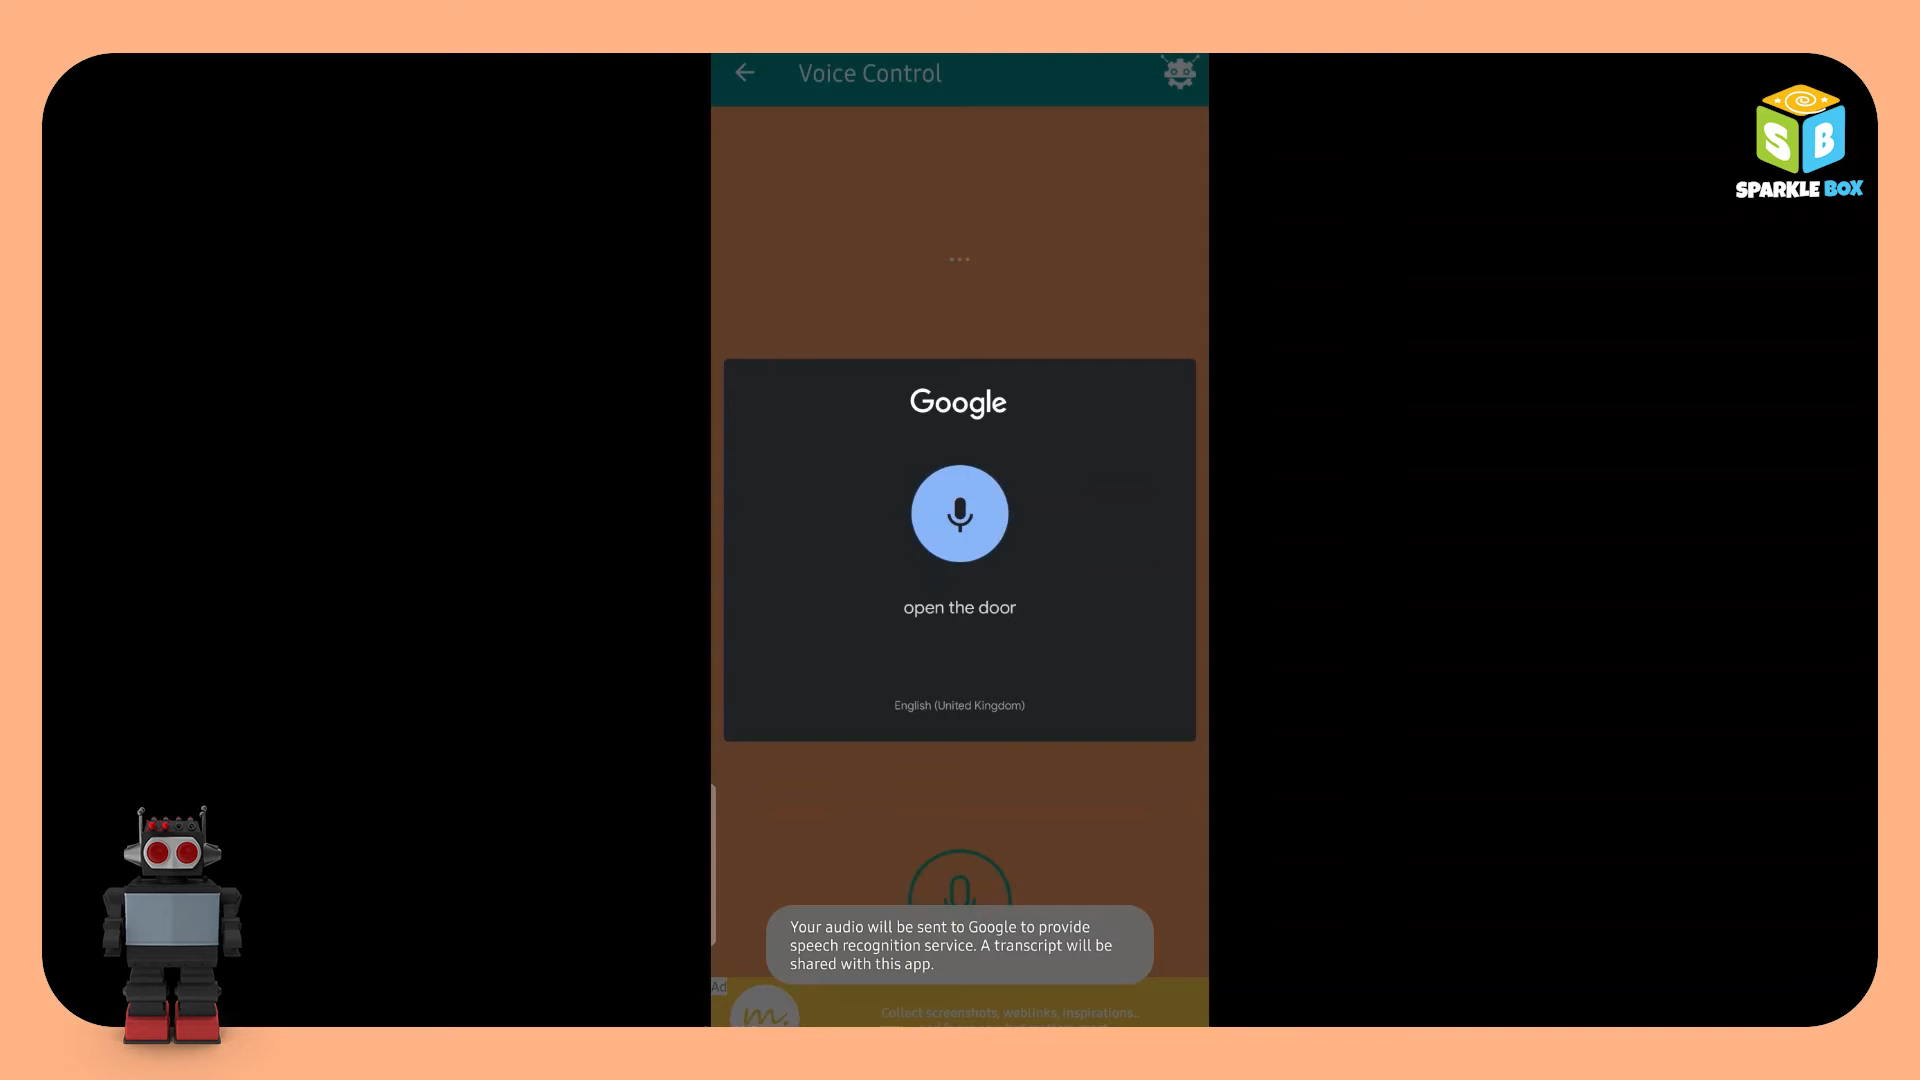 Voice Control
S B
SPARKLE BOX
...
Google
open the door
English (United Kingdom)
Your audio will be sent to Google to provide
speech recognition service. A transcript will be
shared with this app.
Ad
m.
Collect screenshots, weblinks, inspirations..